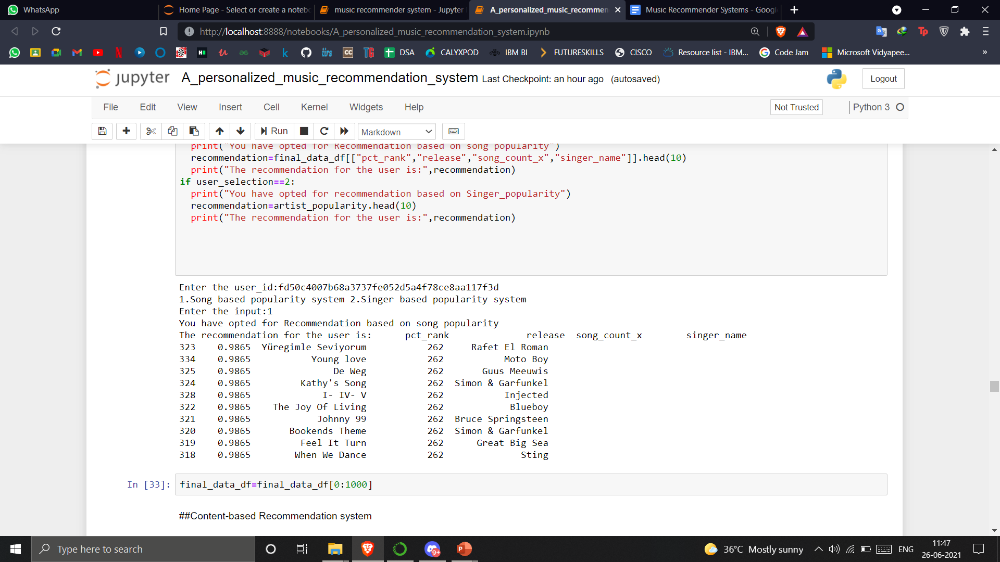 WhatsApp
Home Page - Select or create a noteb
music recommender system - Jupyter
A_personalized_music_recommen
Music Recommender Systems - Googl
http://localhost:8888/notebooks/A_personalized_music_recommendation_system.ipynb
DSA
CALYXPOD
IBM BI
FUTURESKILLS
CISCO
Resource list - IBM...
Code Jam
Microsoft Vidyapee...
»
jupyter
A_personalized_music_recommendation_system Last Checkpoint: an hour ago (autosaved)
Logout
File Edit View Insert Cell Kernel Widgets Help
Not Trusted
Python 3
Run
Markdown
print("You have opted for Recommendation based on song popularity")
recommendation=final_data_df[["pct_rank","release","song_count_x","singer_name"]].head(10)
print("The recommendation for the user is:",recommendation)
if user_selection==2:
print("You have opted for recommendation based on Singer_popularity")
recommendation=artist_popularity.head(10)
print("The recommendation for the user is:",recommendation)
Enter the user_id:fd50c4007b68a3737fe052d5a4f78ce8aa117f3d
1.Song based popularity system 2.Singer based popularity system
Enter the input:1
You have opted for Recommendation based on song popularity
The recommendation for the user is: pct_rank release song_count_x singer_name
323 0.9865 Yüregimle Seviyorum 262 Rafet El Roman
334 0.9865 Young love 262 Moto Boy
325 0.9865 De Weg 262 Guus Meeuwis
324 0.9865 Kathy's Song 262 Simon & Garfunkel
328 0.9865 I- IV- V 262 Injected
322 0.9865 The Joy Of Living 262 Blueboy
321 0.9865 Johnny 99 262 Bruce Springsteen
320 0.9865 Bookends Theme 262 Simon & Garfunkel
319 0.9865 Feel It Turn 262 Great Big Sea
318 0.9865 When We Dance 262 Sting
In [33]: final_data_df=final_data_df[0:1000]
##Content-based Recommendation system
Type here to search
9+
36°C Mostly sunny
ENG
11:47
26-06-2021